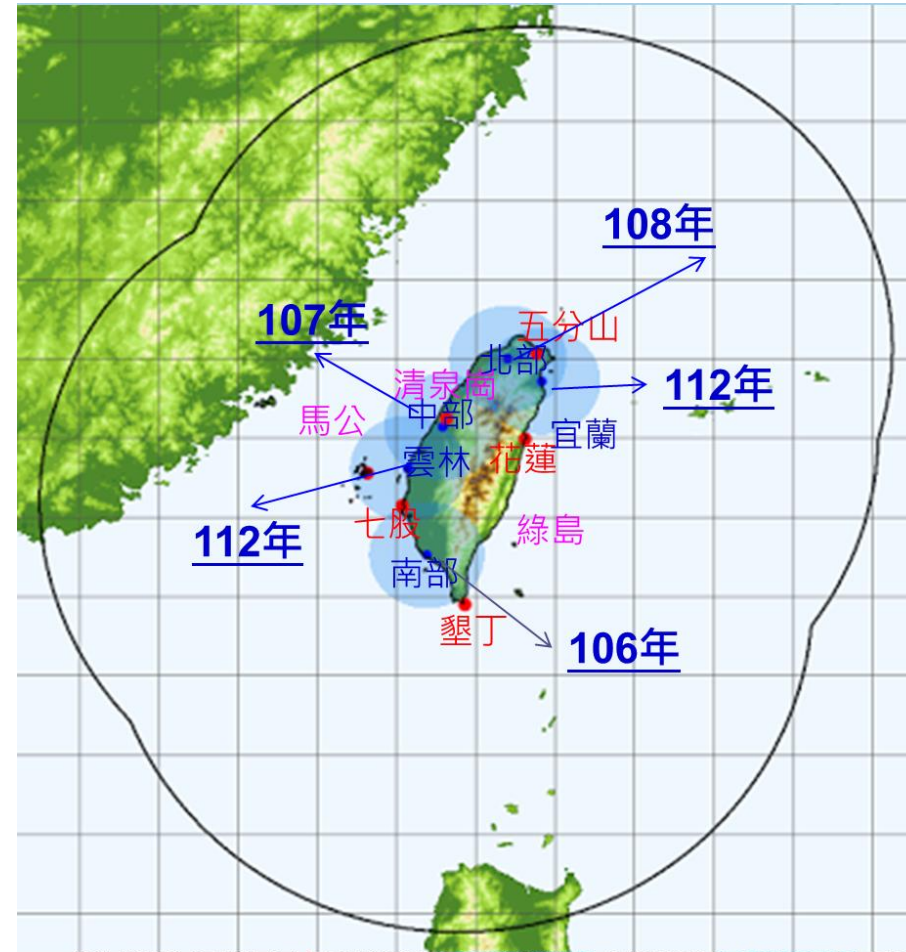 108年
107年
五分山
北部
清泉崗
112年
中部
馬公
宜蘭
雲林
花蓮
七股
綠島
112年
南部
墾丁
106年